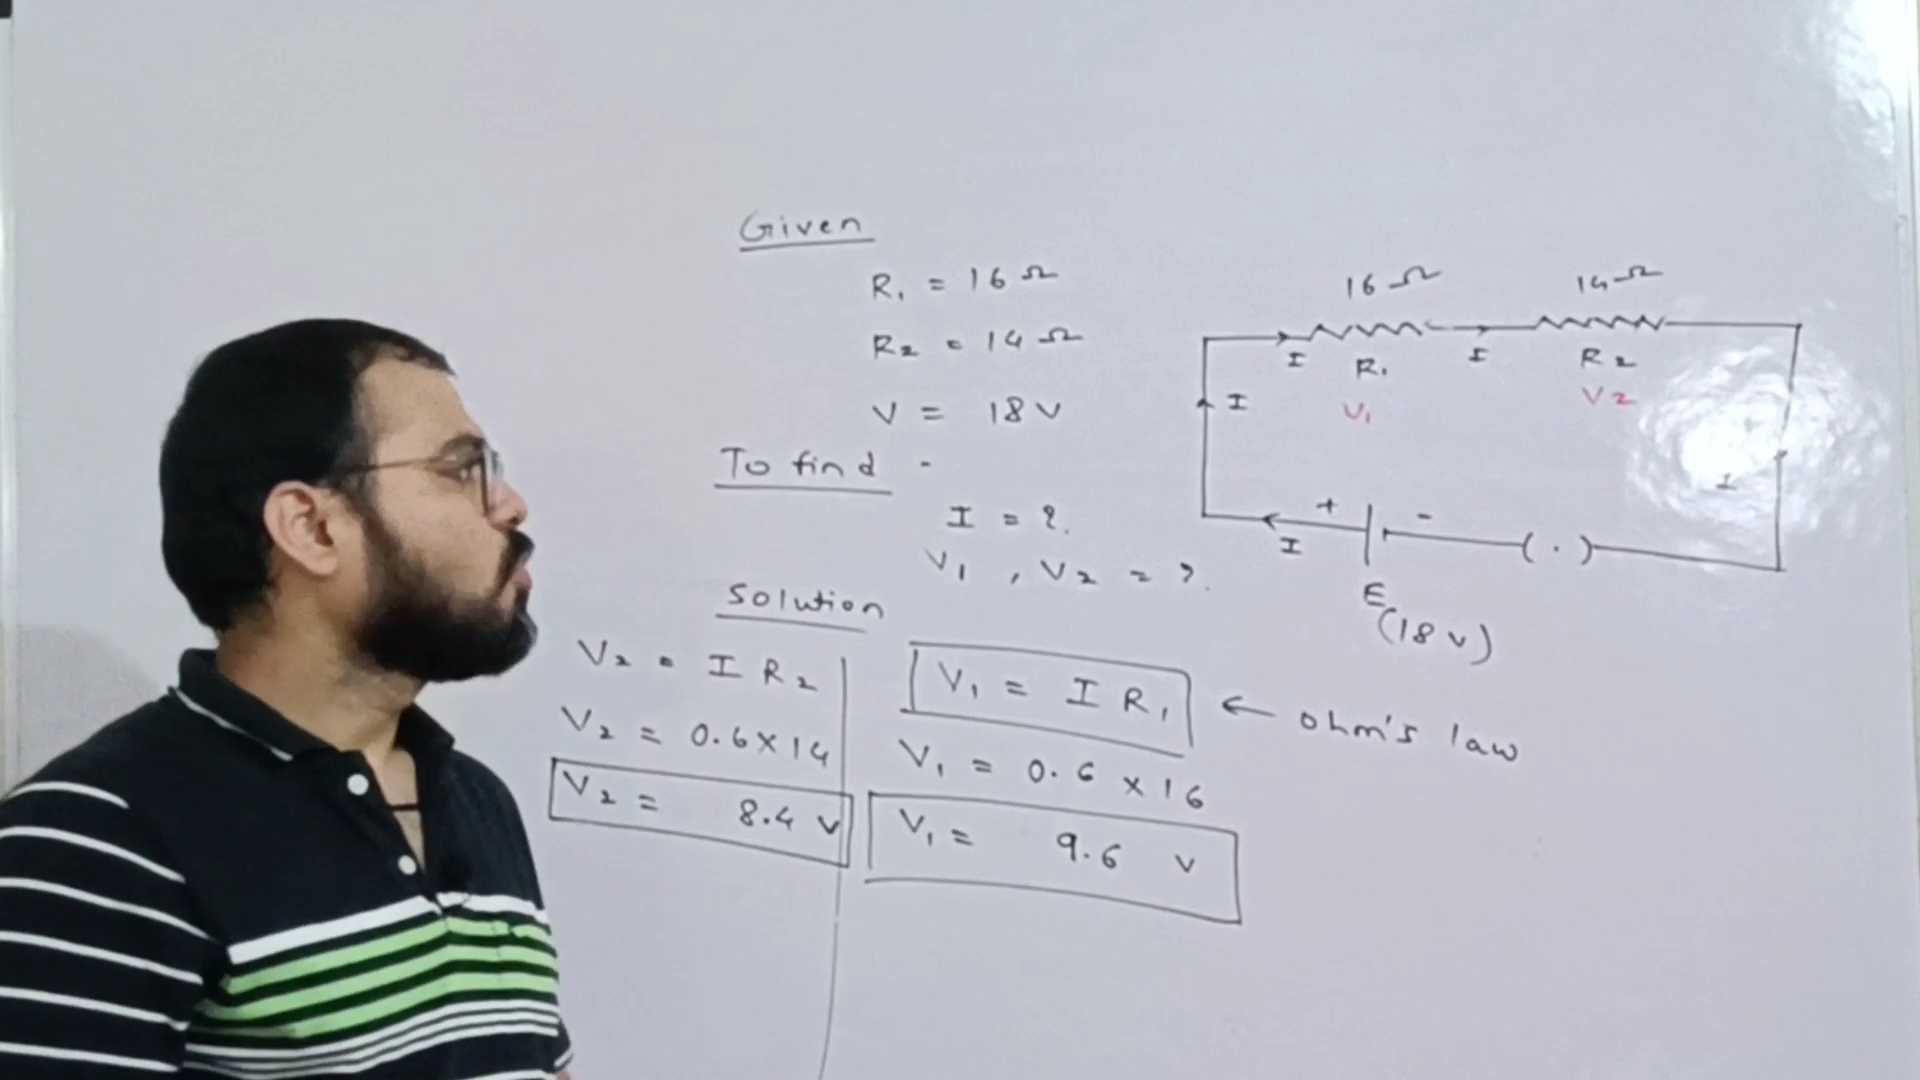 Given
R₁ = 16 Ω
R₂ = 14 Ω
V = 18 V
To find -
I = ?.
V₁ , V₂ = ?.
Solution
V₂ = I R₂
V₂ = 0.6 × 14
V₂ = 8.4 V
V₁ = I R₁ ← ohm's law
V₁ = 0.6 × 16
V₁ = 9.6 V
16 Ω 14 Ω
I R₁ I R₂
I V₁ V₂
I
+ -
I ( . )
E
(18 V)